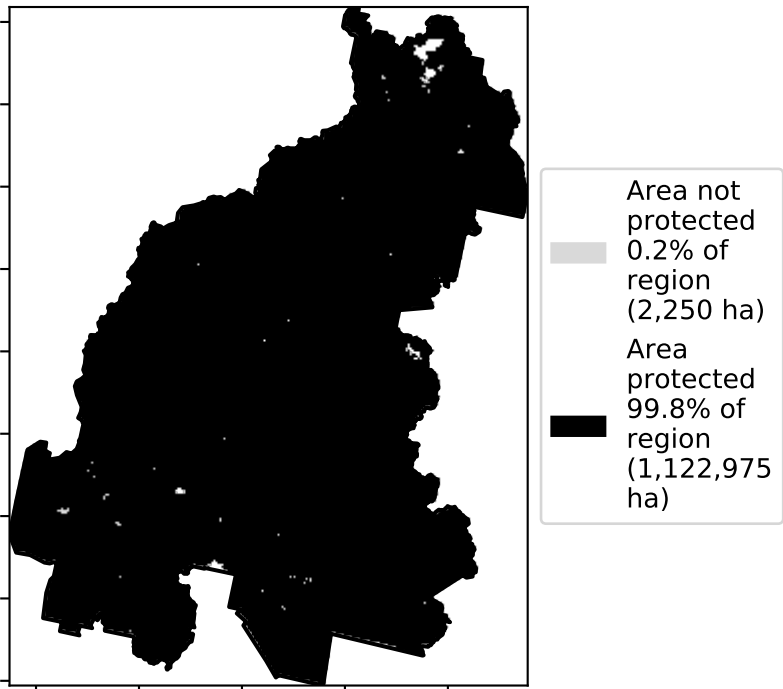 Area not
protected
0.2% of
region
(2,250 ha)
Area
protected
99.8% of
region
(1,122,975
ha)